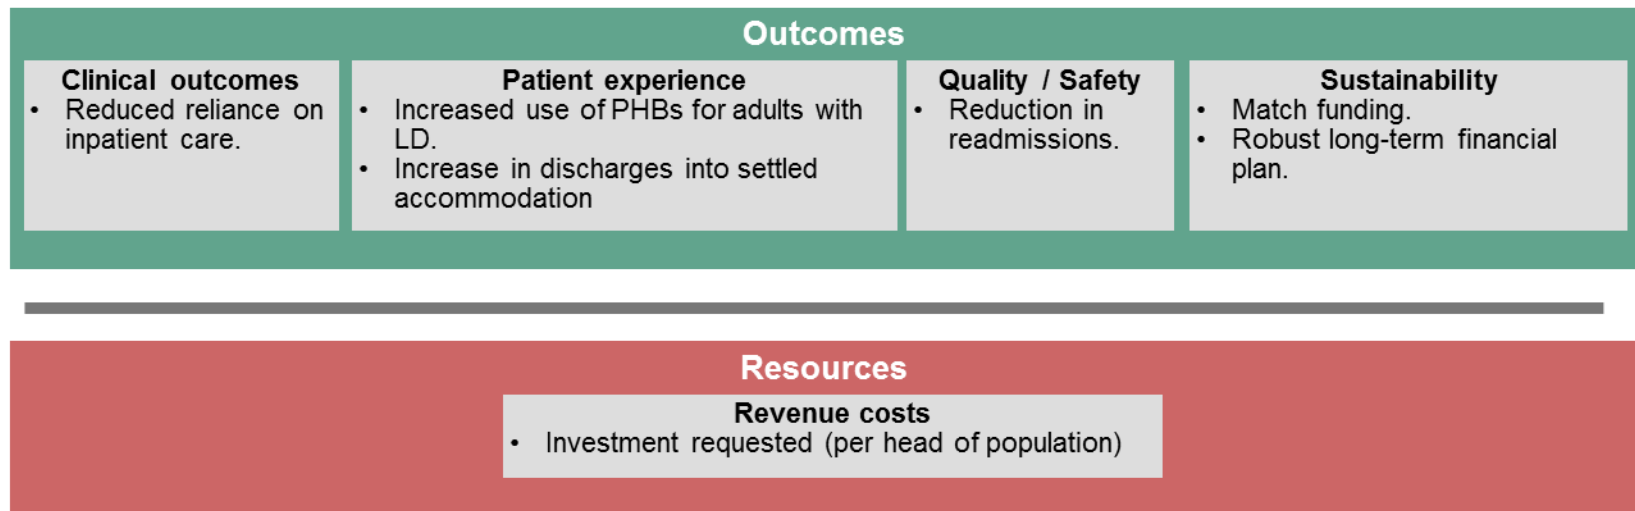 Outcomes
Clinical outcomes
• Reduced reliance on
inpatient care.
Patient experience
• Increased use of PHBs for adults with
LD.
• Increase in discharges into settled
accommodation
Quality / Safety
• Reduction in
readmissions.
Sustainability
• Match funding.
• Robust long-term financial
plan.
Resources
Revenue costs
• Investment requested (per head of population)